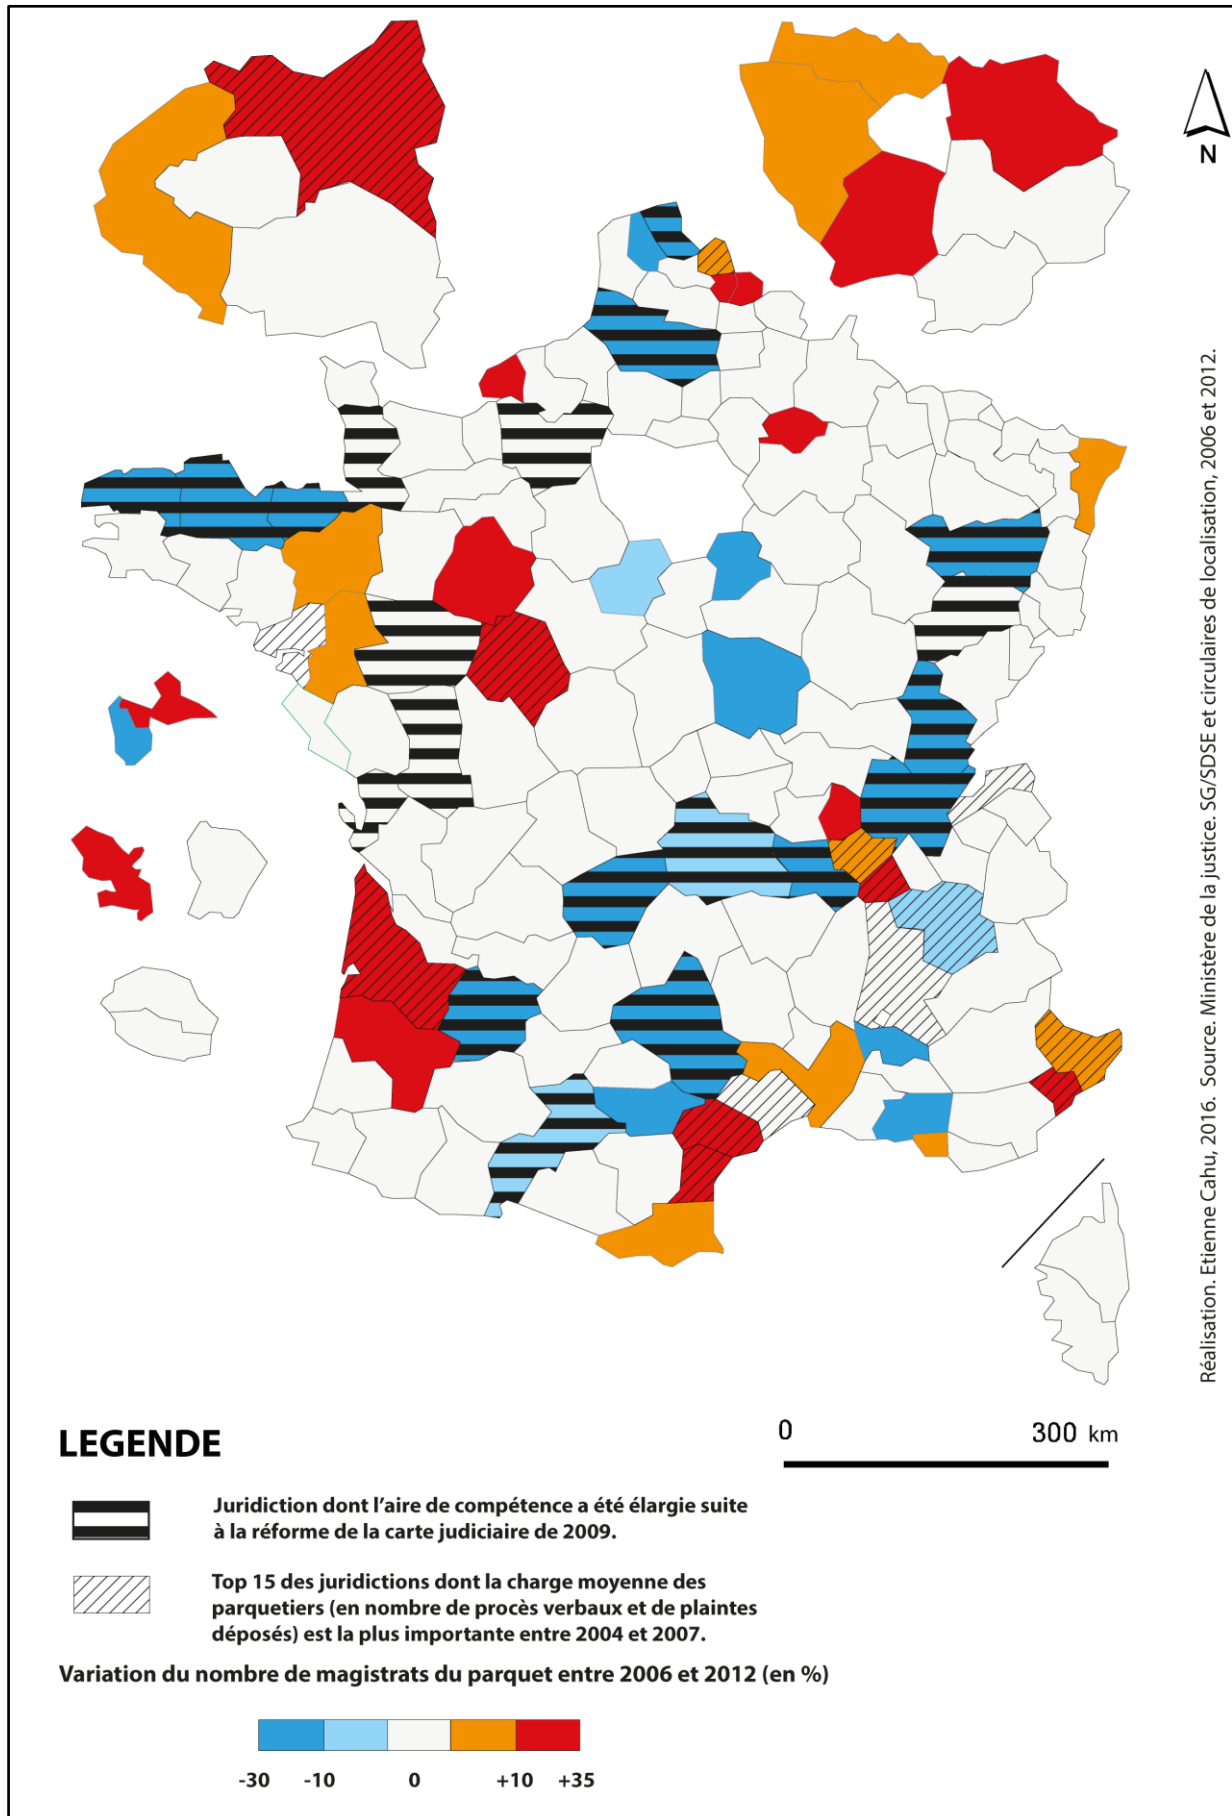 N
Réalisation. Etienne Cahu, 2016. Source. Ministère de la justice. SG/SDSE et circulaires de localisation, 2006 et 2012.
0 300 km
LEGENDE
Juridiction dont l'aire de compétence a été élargie suite
à la réforme de la carte judiciaire de 2009.
Top 15 des juridictions dont la charge moyenne des
parquetiers (en nombre de procès verbaux et de plaintes
déposés) est la plus importante entre 2004 et 2007.
Variation du nombre de magistrats du parquet entre 2006 et 2012 (en %)
-30 -10 0 +10 +35